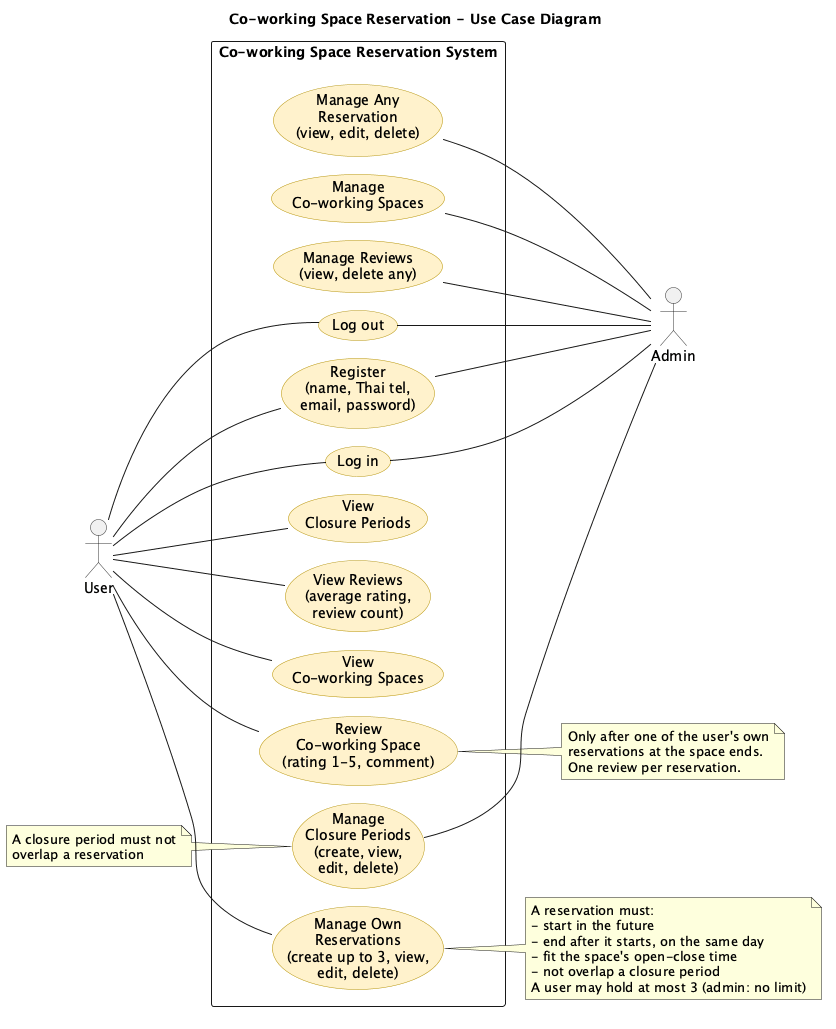 Co-working Space Reservation - Use Case Diagram
Co-working Space Reservation System
Manage Any
Reservation
(view, edit, delete)
Manage
Co-working Spaces
Manage Reviews
(view, delete any)
Log out
Admin
Register
(name, Thai tel,
email, password)
Log in
View
Closure Periods
User
View Reviews
(average rating,
review count)
View
Co-working Spaces
Review
Co-working Space
(rating 1-5, comment)
Only after one of the user's own
reservations at the space ends.
One review per reservation.
Manage
Closure Periods
(create, view,
edit, delete)
A closure period must not
overlap a reservation
Manage Own
Reservations
(create up to 3, view,
edit, delete)
A reservation must:
- start in the future
- end after it starts, on the same day
- fit the space's open-close time
- not overlap a closure period
A user may hold at most 3 (admin: no limit)